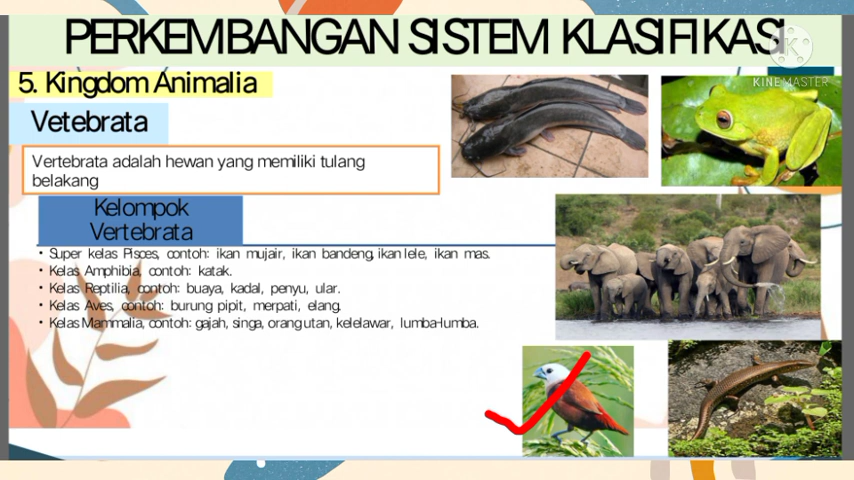 PERKEMBANGAN SISTEM KLASIFIKASI
KINEMASTER
5. Kingdom Animalia
Vetebrata
Vertebrata adalah hewan yang memiliki tulang
belakang
Kelompok
Vertebrata
• Super kelas Pisces, contoh: ikan mujair, ikan bandeng, ikan lele, ikan mas.
• Kelas Amphibia, contoh: katak.
• Kelas Reptilia, contoh: buaya, kadal, penyu, ular.
• Kelas Aves, contoh: burung pipit, merpati, elang.
• Kelas Mammalia, contoh: gajah, singa, orang utan, kelelawar, lumba-lumba.